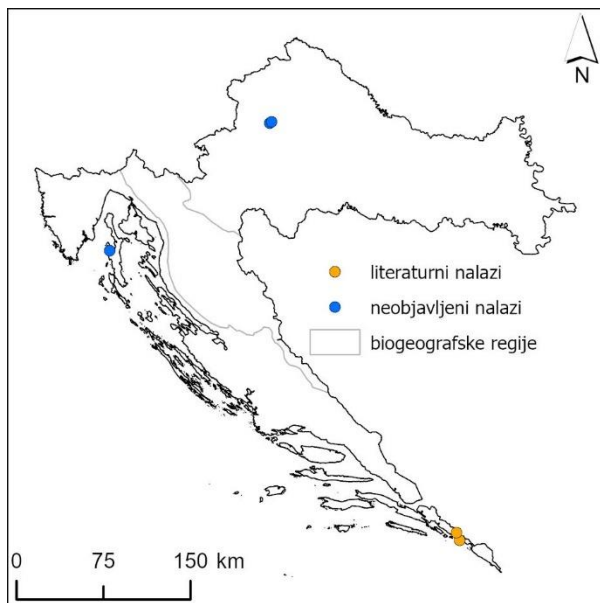 N
literaturni nalazi
neobjavljeni nalazi
biogeografske regije
0 75 150 km